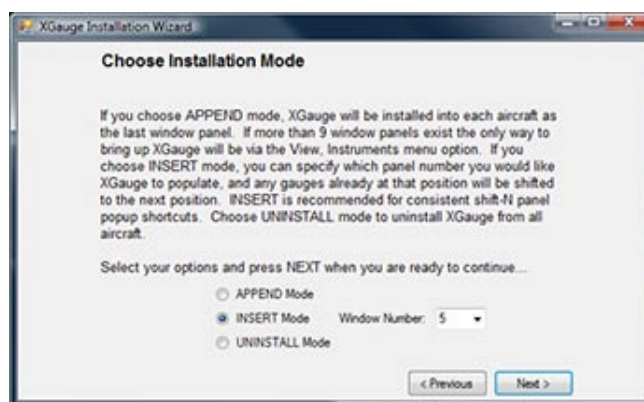 XGauge Installation Wizard
Choose Installation Mode
If you choose APPEND mode, XGauge will be installed into each aircraft as
the last window panel. If more than 9 window panels exist the only way to
bring up XGauge will be via the View, Instruments menu option. If you
choose INSERT mode, you can specify which panel number you would like
XGauge to populate, and any gauges already at that position will be shifted
to the next position. INSERT is recommended for consistent shift-N panel
popup shortcuts. Choose UNINSTALL mode to uninstall XGauge from all
aircraft.
Select your options and press NEXT when you are ready to continue...
APPEND Mode
INSERT Mode Window Number: 5
UNINSTALL Mode
< Previous Next >